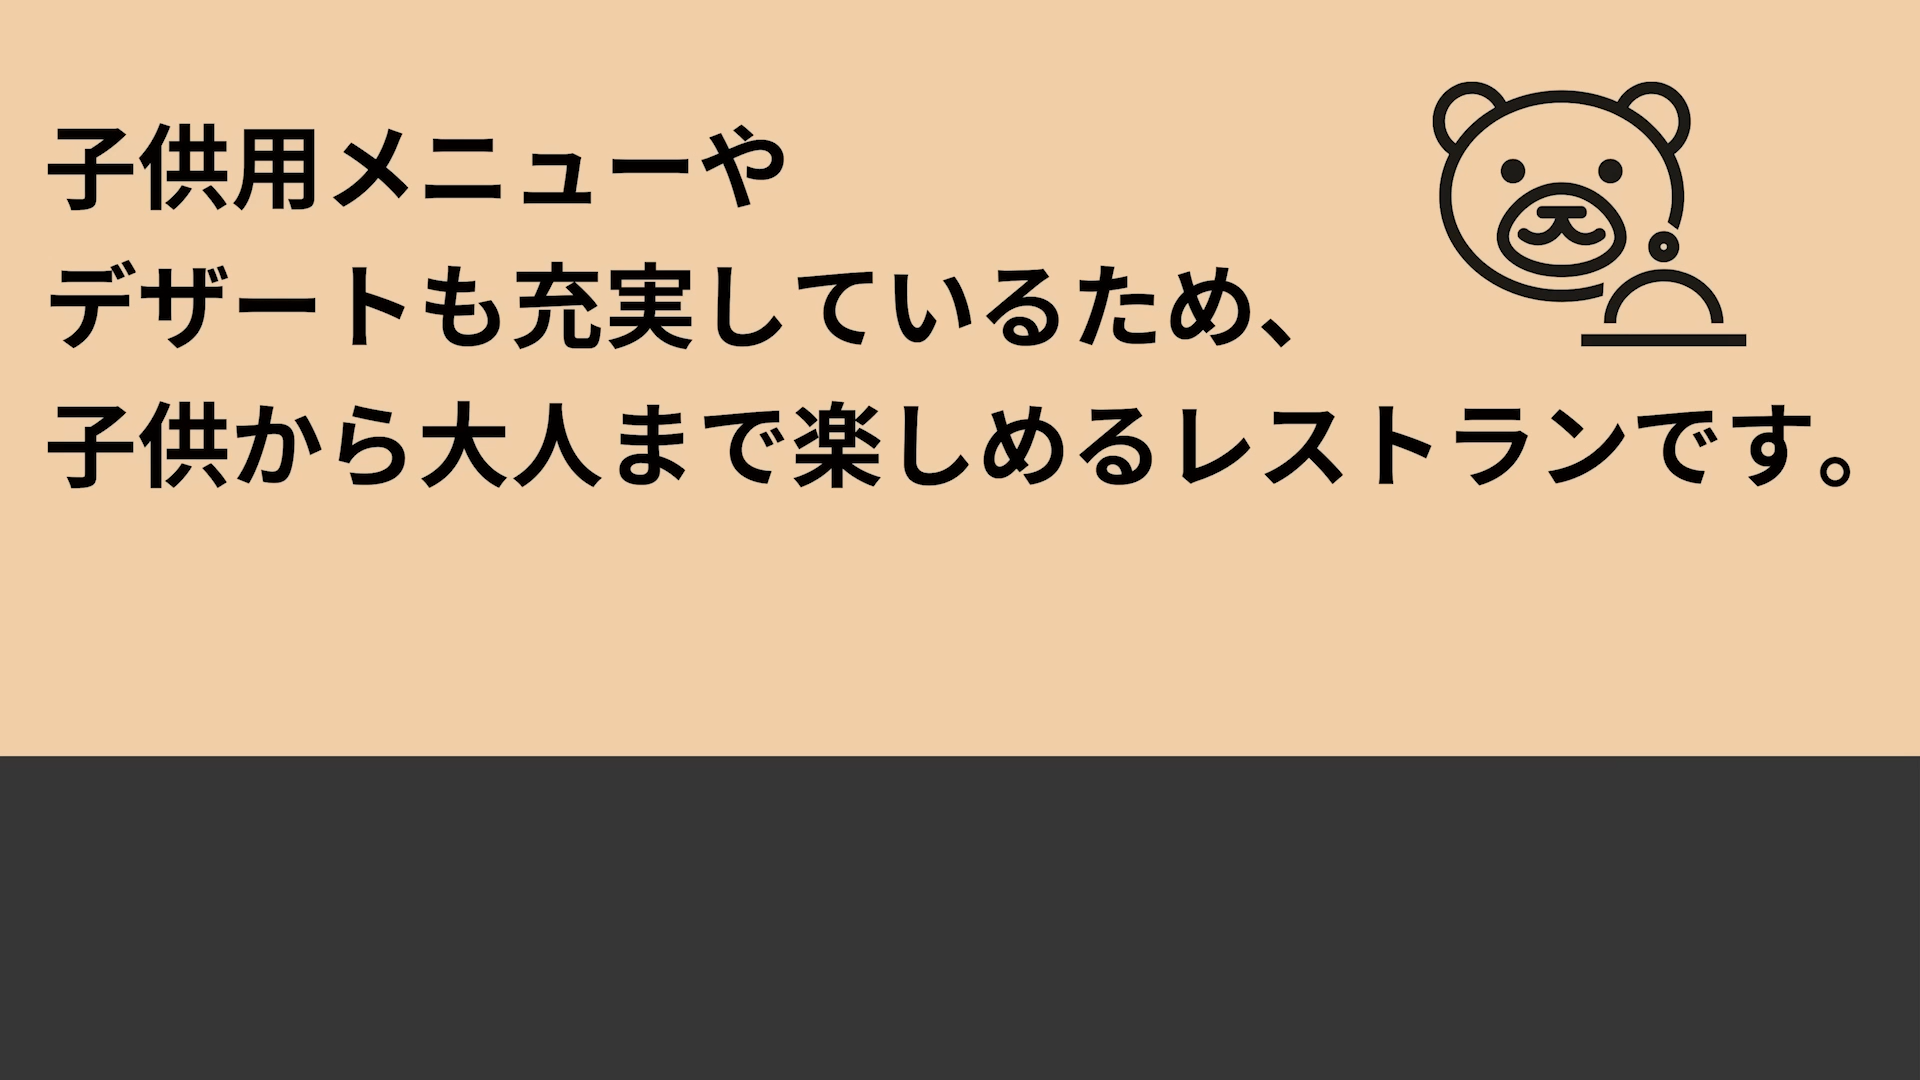 子供用メニューや
デザートも充実しているため、
子供から大人まで楽しめるレストランです。